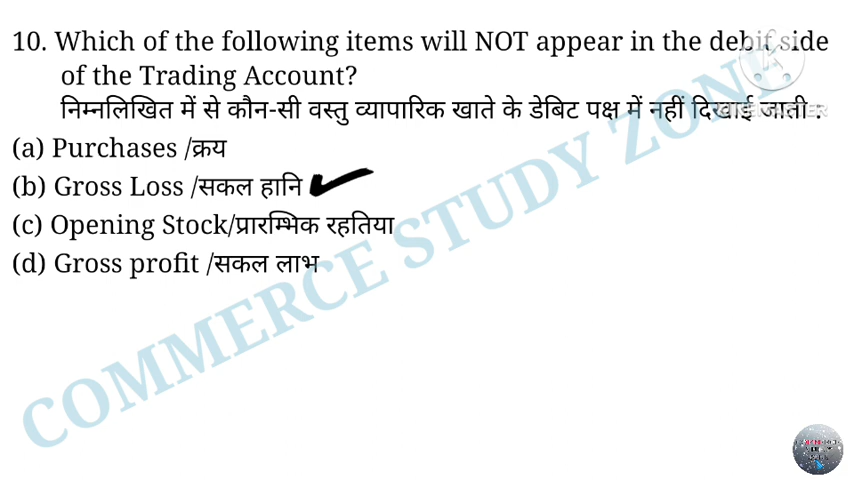 10. Which of the following items will NOT appear in the debit side
of the Trading Account?
निम्नलिखित में से कौन-सी वस्तु व्यापारिक खाते के डेबिट पक्ष में नहीं दिखाई जाती :
(a) Purchases /क्रय
(b) Gross Loss /सकल हानि
(c) Opening Stock/प्रारम्भिक रहतिया
(d) Gross profit /सकल लाभ
COMMERCE STUDY ZONE